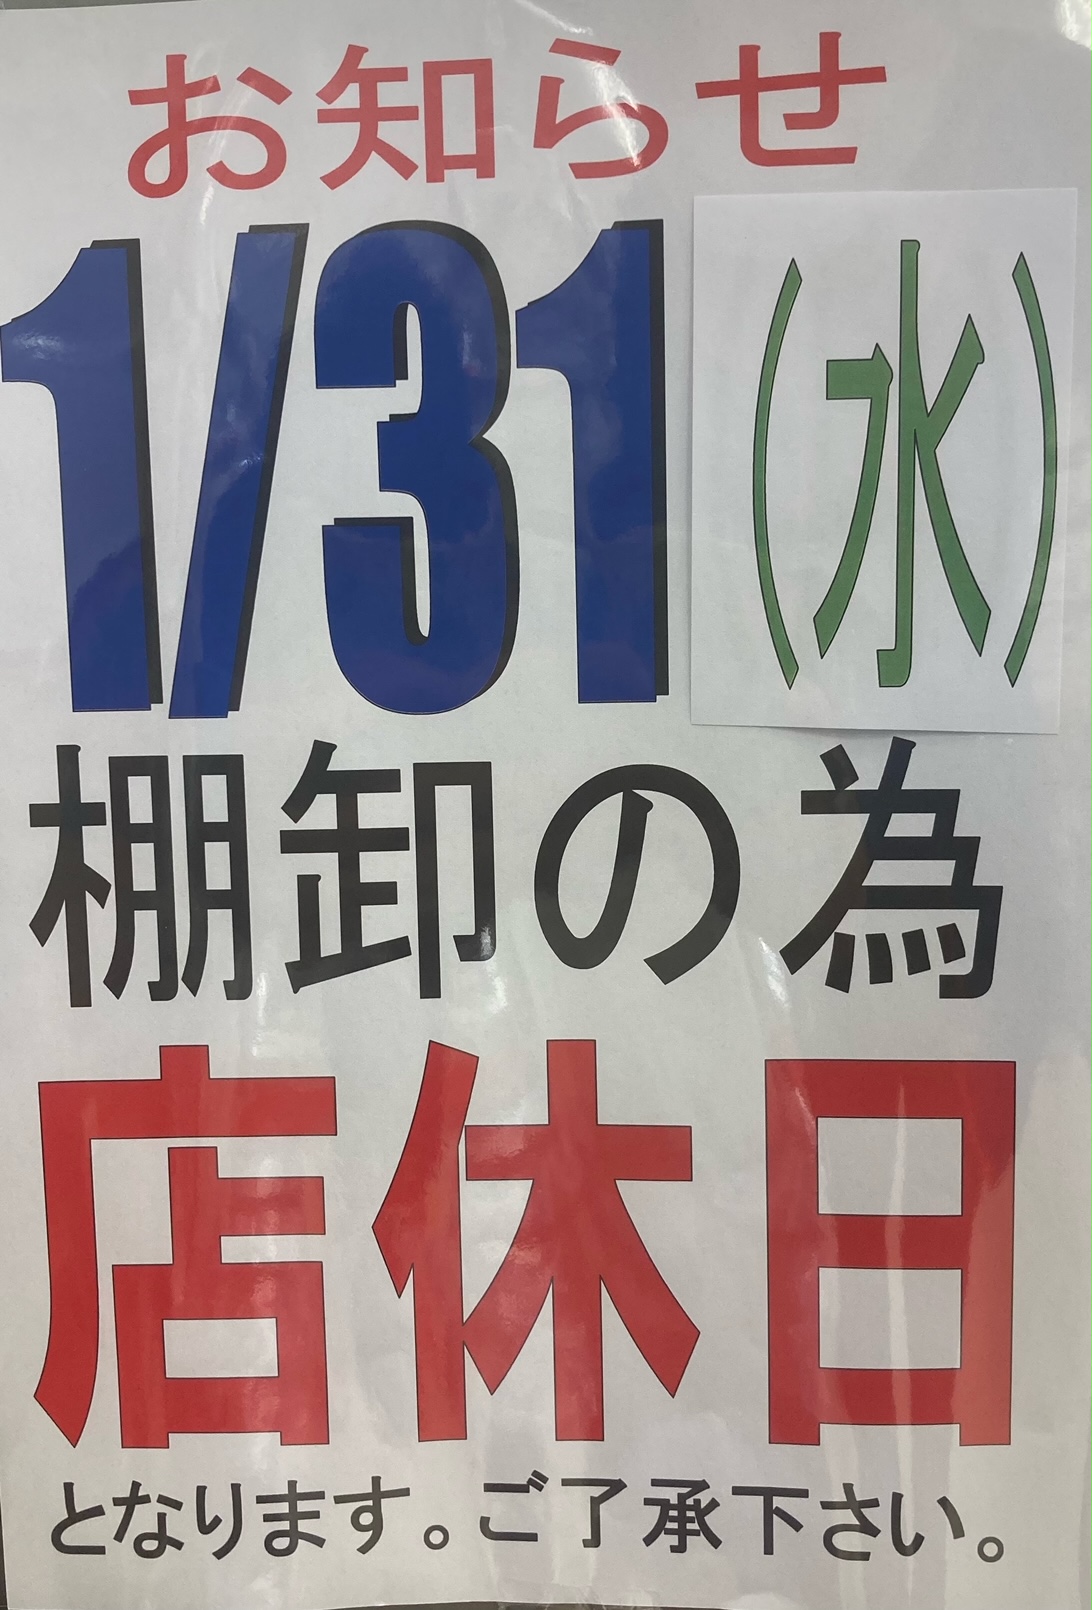 お知らせ
1/31(水)
棚卸の為
店休日
となります。ご了承下さい。